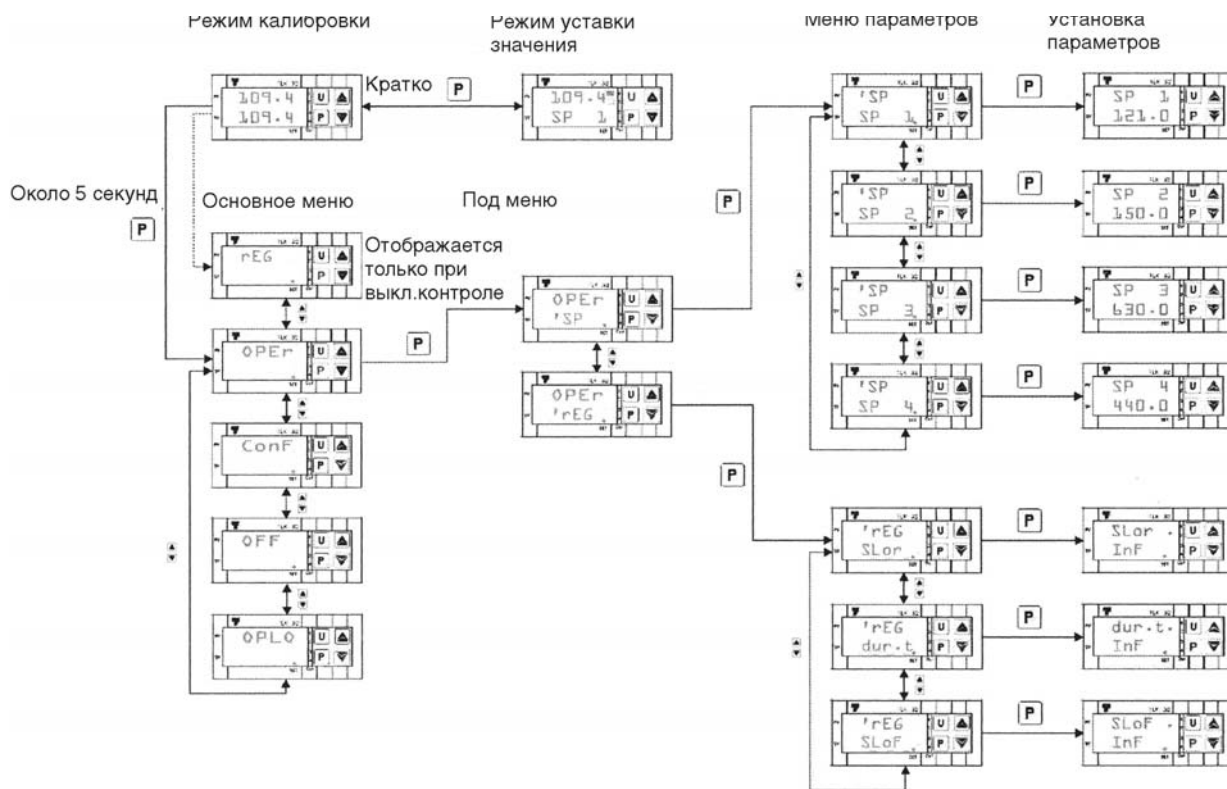 Режим калибровки
Режим уставки
значения
Меню параметров
Установка
параметров
109.4
109.4
U
P
Кратко
P
109.4
SP 1
U
P
'SP
SP 1.
U
P
P
SP 1
121.0
U
P
Около 5 секунд
P
Основное меню
Под меню
P
'SP
SP 2.
U
P
P
SP 2
150.0
U
P
rEG
U
P
Отображается
только при
выкл.контроле
P
OPEr
'SP
U
P
'SP
SP 3.
U
P
P
SP 3
630.0
U
P
OPEr
U
P
OPEr
'rEG.
U
P
'SP
SP 4.
U
P
P
SP 4
440.0
U
P
ConF
U
P
P
OFF
U
P
'rEG
SLor.
U
P
P
SLor .
InF
U
P
OPLO
U
P
'rEG
dur.t
U
P
P
dur.t.
InF
U
P
'rEG
SLoF.
U
P
P
SLoF .
InF
U
P